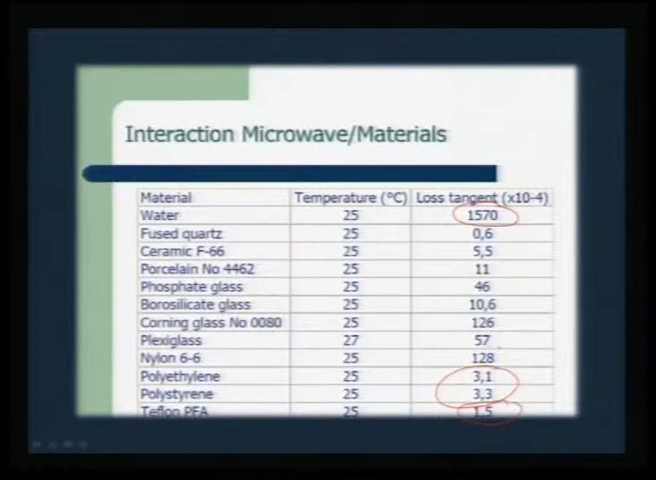 Interaction Microwave/Materials
Material Temperature (°C) Loss tangent (x10-4)
Water 25 1570
Fused quartz 25 0,6
Ceramic F-66 25 5,5
Porcelain No 4462 25 11
Phosphate glass 25 46
Borosilicate glass 25 10,6
Corning glass No 0080 25 126
Plexiglass 27 57
Nylon 6-6 25 128
Polyethylene 25 3,1
Polystyrene 25 3,3
Teflon PFA 25 1,5